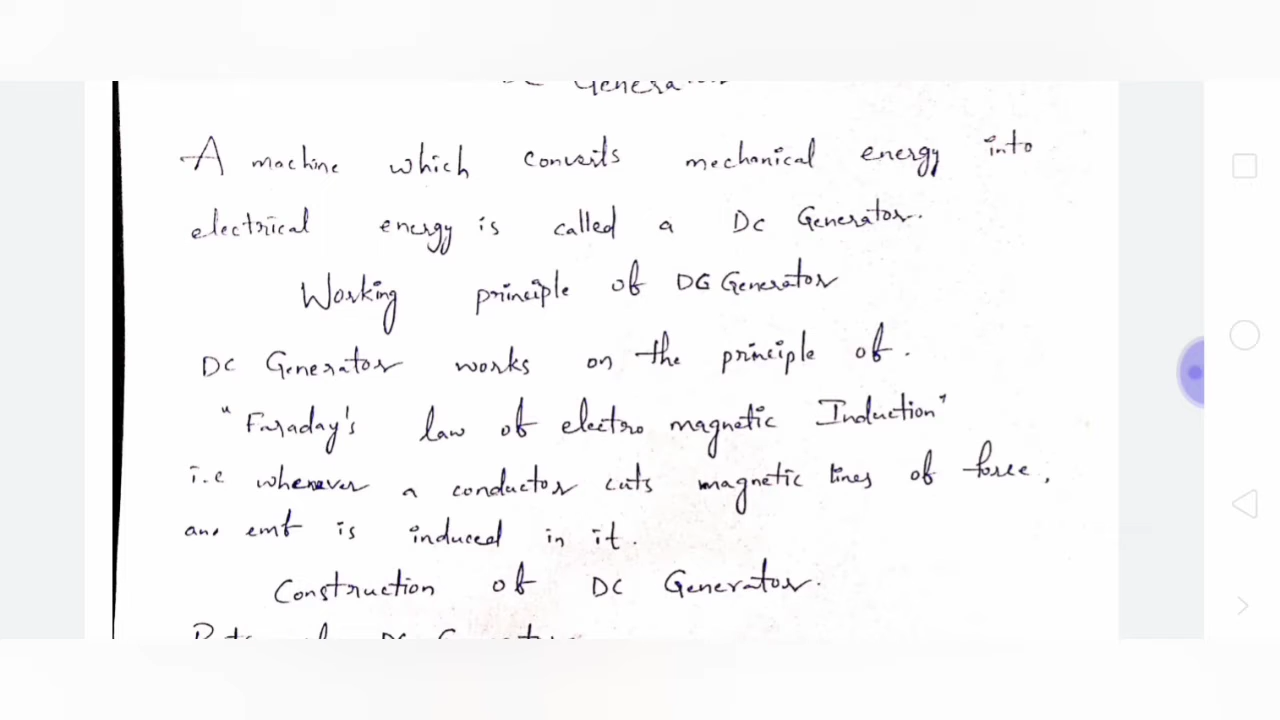 DC Generator
A machine which converts mechanical energy into
electrical energy is called a Dc Generator.
Working principle of DG Generator
DC Generator works on the principle of.
"Faraday's law of electro magnetic Induction"
i.e whenever a conductor cuts magnetic lines of force,
an emf is induced in it.
Construction of DC Generator.